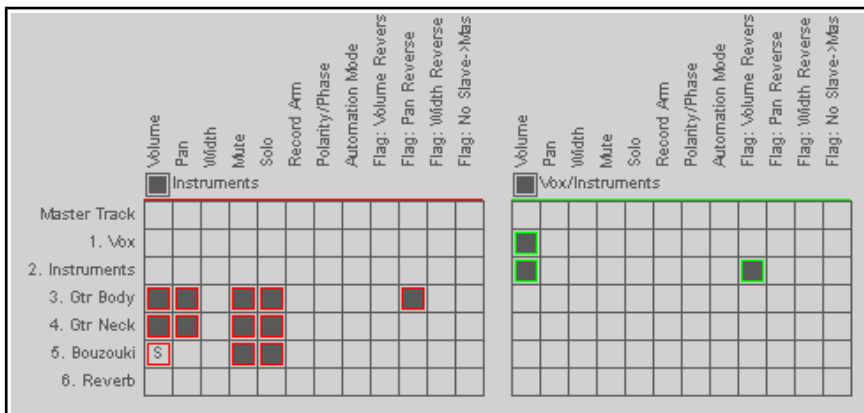 Volume
Pan
Width
Mute
Solo
Record Arm
Polarity/Phase
Automation Mode
Flag: Volume Revers
Flag: Pan Reverse
Flag: Width Reverse
Flag: No Slave->Mas
Instruments
Volume
Pan
Width
Mute
Solo
Record Arm
Polarity/Phase
Automation Mode
Flag: Volume Revers
Flag: Pan Reverse
Flag: Width Reverse
Flag: No Slave->Mas
Vox/Instruments
Master Track
1. Vox
2. Instruments
3. Gtr Body
4. Gtr Neck
5. Bouzouki S
6. Reverb